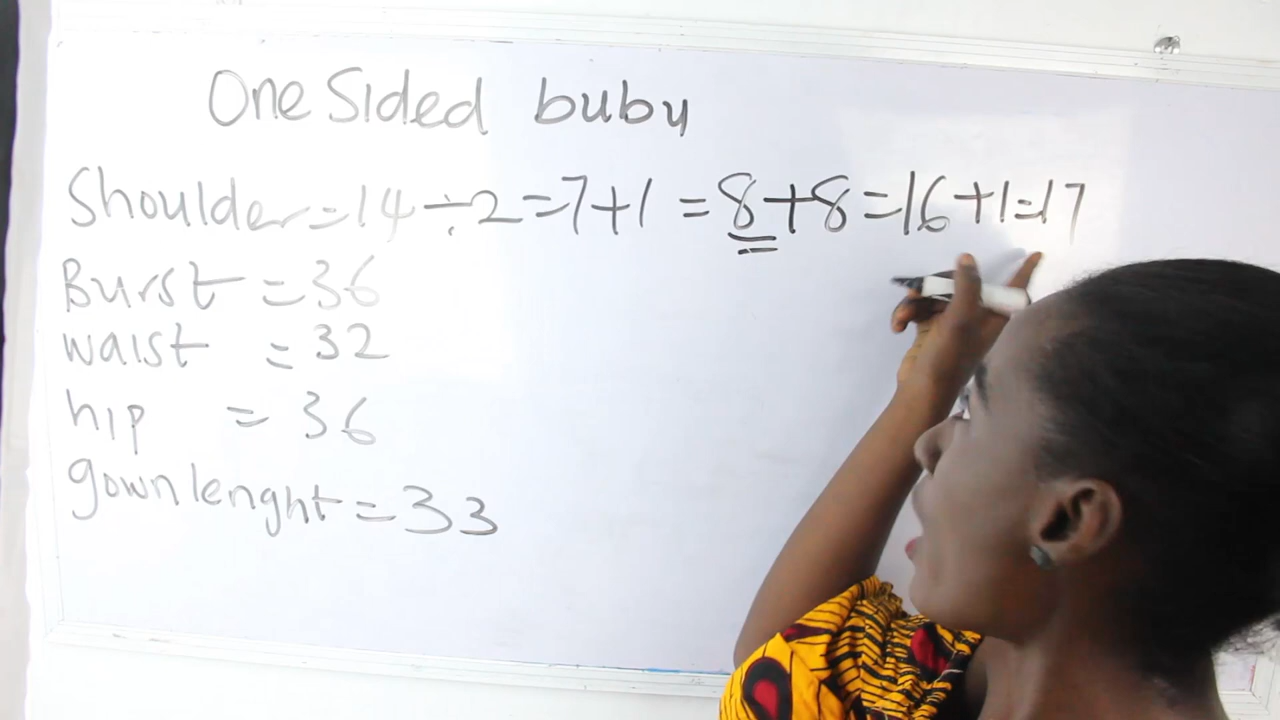 One Sided bubu
Shoulder = 14 ÷ 2 = 7 + 1 = 8 + 8 = 16 + 1 = 17
Burst = 36
waist = 32
hip = 36
gown lenght = 33